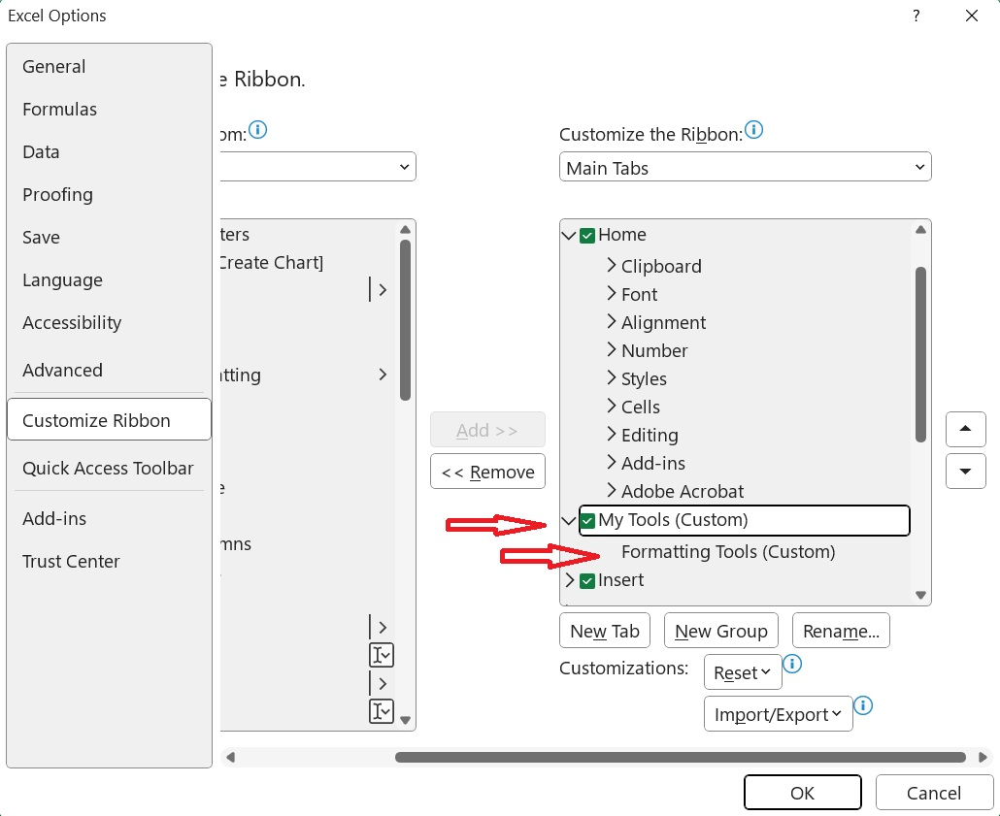 Excel Options
?
General
Formulas
Data
Proofing
Save
Language
Accessibility
Advanced
Customize Ribbon
Quick Access Toolbar
Add-ins
Trust Center
e Ribbon.
om:
ters
Create Chart]
tting
e
mns
Add >>
<< Remove
Customize the Ribbon:
Main Tabs
Home
Clipboard
Font
Alignment
Number
Styles
Cells
Editing
Add-ins
Adobe Acrobat
My Tools (Custom)
Formatting Tools (Custom)
Insert
New Tab New Group Rename...
Customizations: Reset
Import/Export
OK Cancel